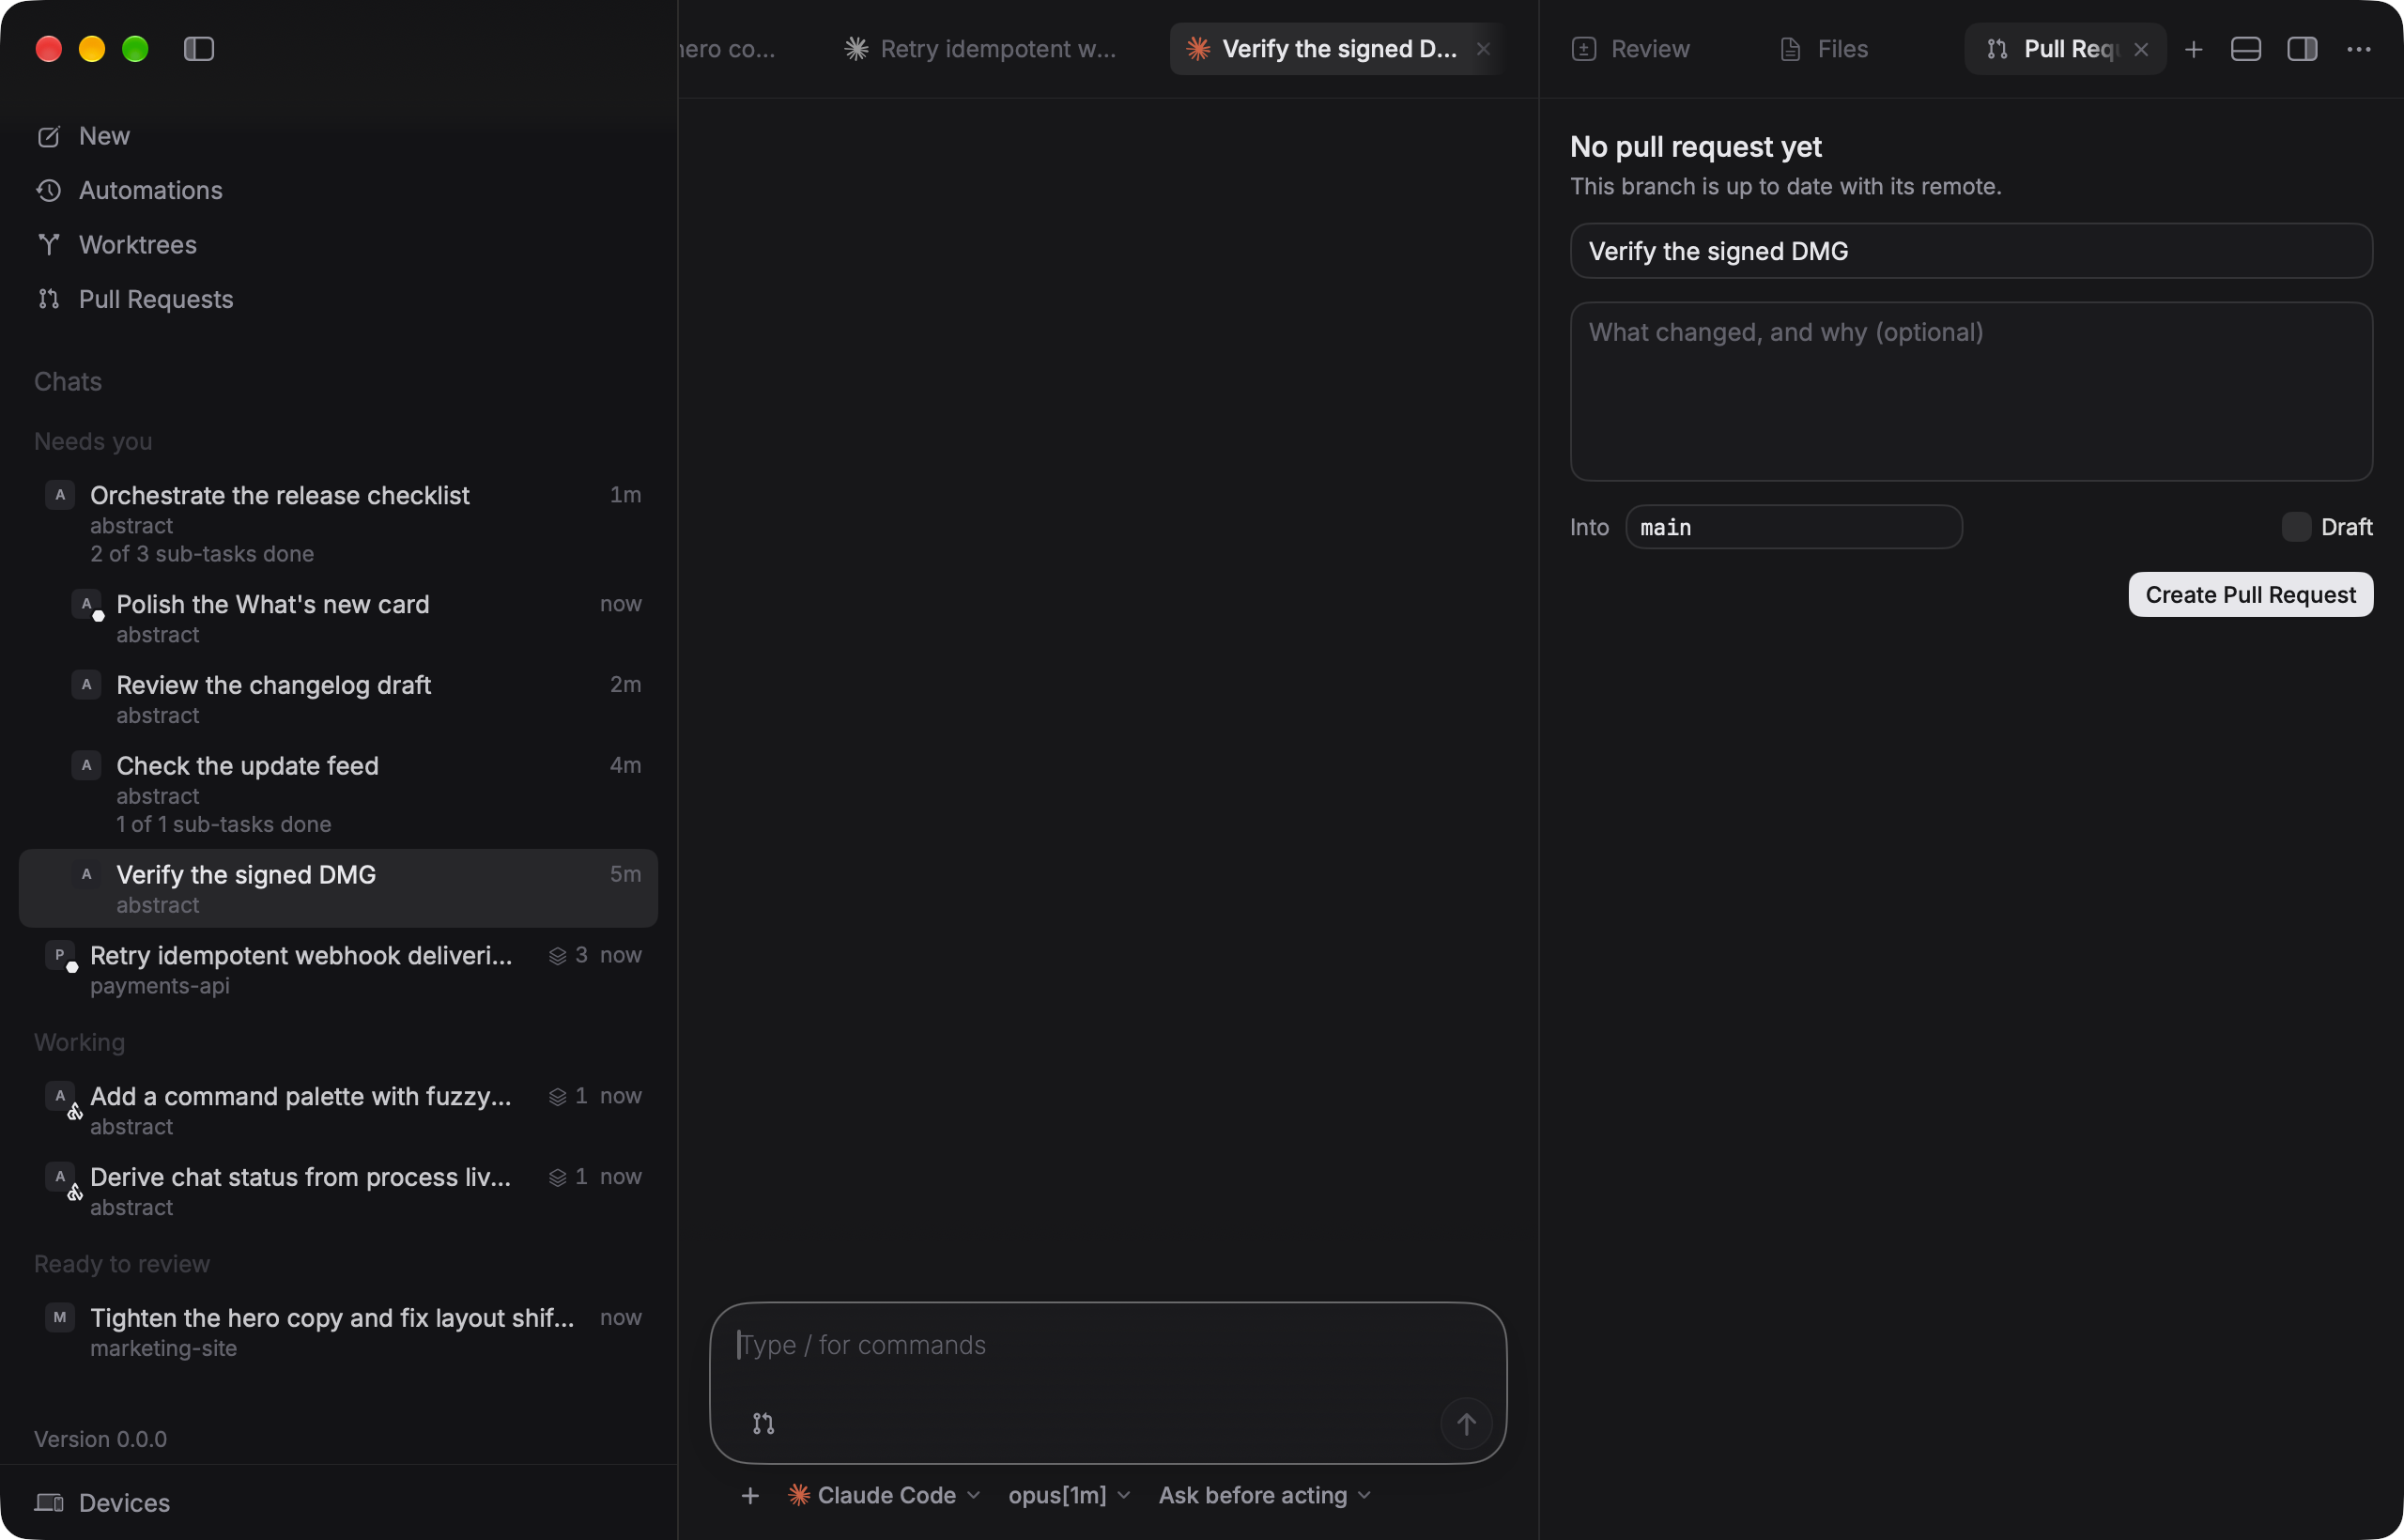 New
Automations
Worktrees
Pull Requests
Chats
Needs you
A Orchestrate the release checklist 1m
abstract
2 of 3 sub-tasks done
A Polish the What's new card now
abstract
A Review the changelog draft 2m
abstract
A Check the update feed 4m
abstract
1 of 1 sub-tasks done
A Verify the signed DMG 5m
abstract
P Retry idempotent webhook deliveri... 3 now
payments-api
Working
A Add a command palette with fuzzy... 1 now
abstract
A Derive chat status from process liv... 1 now
abstract
Ready to review
M Tighten the hero copy and fix layout shif... now
marketing-site
Version 0.0.0
Devices
hero co... Retry idempotent w... Verify the signed D...
Type / for commands
Claude Code opus[1m] Ask before acting
Review Files Pull Req
No pull request yet
This branch is up to date with its remote.
Verify the signed DMG
What changed, and why (optional)
Into main Draft
Create Pull Request